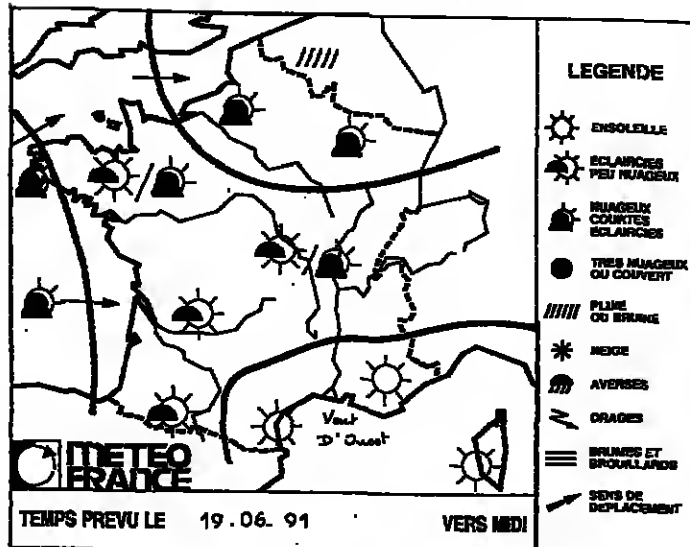 LEGENDE
ENSOLEILLE
ECLAIRCIES
PEU NUAGEUX
NUAGEUX
COURTES
ECLAIRCIES
TRES NUAGEUX
OU COUVERT
PLUIE
OU BRUINE
NEIGE
AVERSES
ORAGES
BRUMES ET
BROUILLARDS
SENS DE
DEPLACEMENT
Vent
D'Ouest
METEO
FRANCE
TEMPS PREVU LE 19.06.91 VERS MIDI